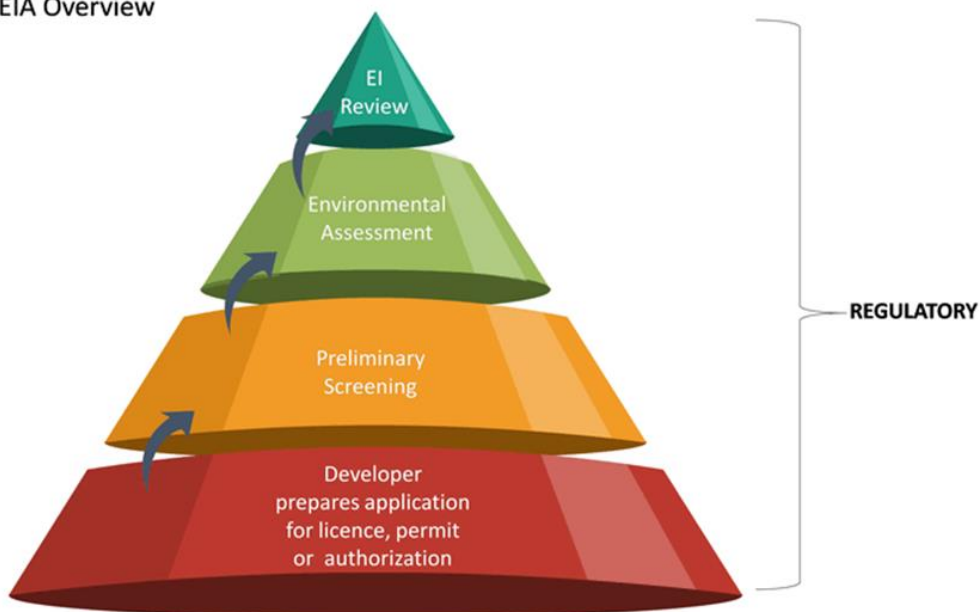 EIA Overview
EI
Review
Environmental
Assessment
Preliminary
Screening
Developer
prepares application
for licence, permit
or authorization
REGULATORY